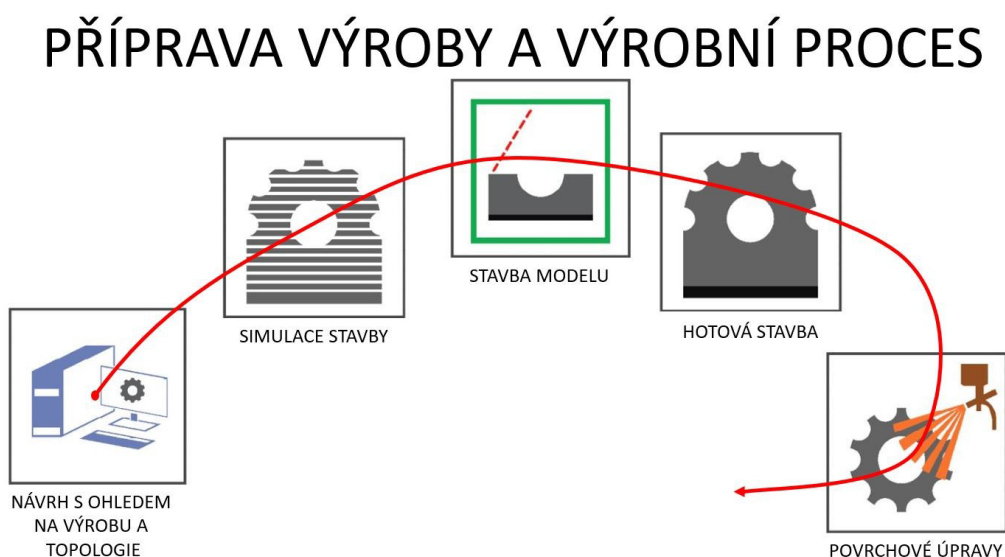 PŘÍPRAVA VÝROBY A VÝROBNÍ PROCES
STAVBA MODELU
SIMULACE STAVBY
HOTOVÁ STAVBA
NÁVRH S OHLEDEM
NA VÝROBU A
TOPOLOGIE
POVRCHOVÉ ÚPRAVY